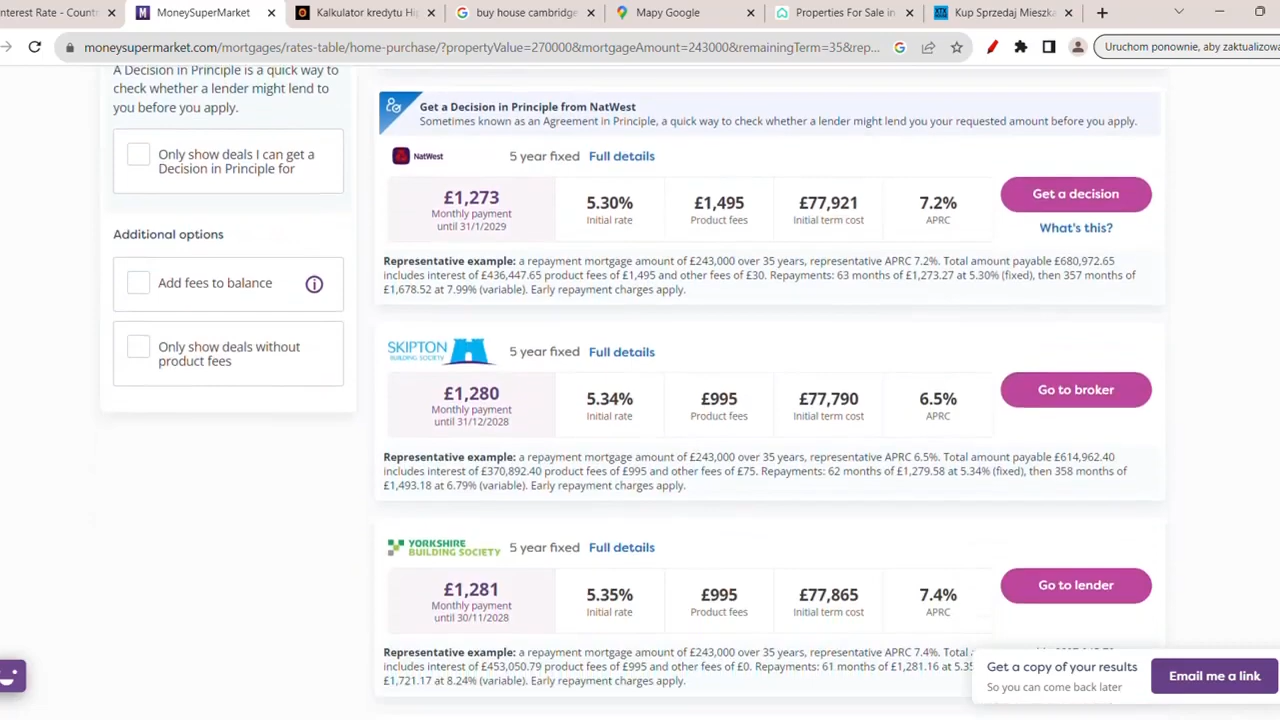 nterest Rate - Count
MoneySuperMarket
Kalkulator kredytu Hip
buy house cambridge
Mapy Google
Properties For Sale in
Kup Sprzedaj Mieszka
moneysupermarket.com/mortgages/rates-table/home-purchase/?propertyValue=270000&mortgageAmount=243000&remainingTerm=35&rep...
Uruchom ponownie, aby zaktualizowa
A Decision in Principle is a quick way to
check whether a lender might lend to
you before you apply.
Only show deals I can get a
Decision in Principle for
Additional options
Add fees to balance
Only show deals without
product fees
Get a Decision in Principle from NatWest
Sometimes known as an Agreement in Principle, a quick way to check whether a lender might lend you your requested amount before you apply.
NatWest
5 year fixed Full details
£1,273
Monthly payment
until 31/1/2029
5.30%
Initial rate
£1,495
Product fees
£77,921
Initial term cost
7.2%
APRC
Get a decision
What's this?
Representative example: a repayment mortgage amount of £243,000 over 35 years, representative APRC 7.2%. Total amount payable £680,972.65
includes interest of £436,447.65 product fees of £1,495 and other fees of £30. Repayments: 63 months of £1,273.27 at 5.30% (fixed), then 357 months of
£1,678.52 at 7.99% (variable). Early repayment charges apply.
SKIPTON
BUILDING SOCIETY
5 year fixed Full details
£1,280
Monthly payment
until 31/12/2028
5.34%
Initial rate
£995
Product fees
£77,790
Initial term cost
6.5%
APRC
Go to broker
Representative example: a repayment mortgage amount of £243,000 over 35 years, representative APRC 6.5%. Total amount payable £614,962.40
includes interest of £370,892.40 product fees of £995 and other fees of £75. Repayments: 62 months of £1,279.58 at 5.34% (fixed), then 358 months of
£1,493.18 at 6.79% (variable). Early repayment charges apply.
YORKSHIRE
BUILDING SOCIETY
5 year fixed Full details
£1,281
Monthly payment
until 30/11/2028
5.35%
Initial rate
£995
Product fees
£77,865
Initial term cost
7.4%
APRC
Go to lender
Representative example: a repayment mortgage amount of £243,000 over 35 years, representative APRC 7.4%. Total
includes interest of £453,050.79 product fees of £995 and other fees of £0. Repayments: 61 months of £1,281.16 at 5.35
£1,721.17 at 8.24% (variable). Early repayment charges apply.
Get a copy of your results
So you can come back later
Email me a link